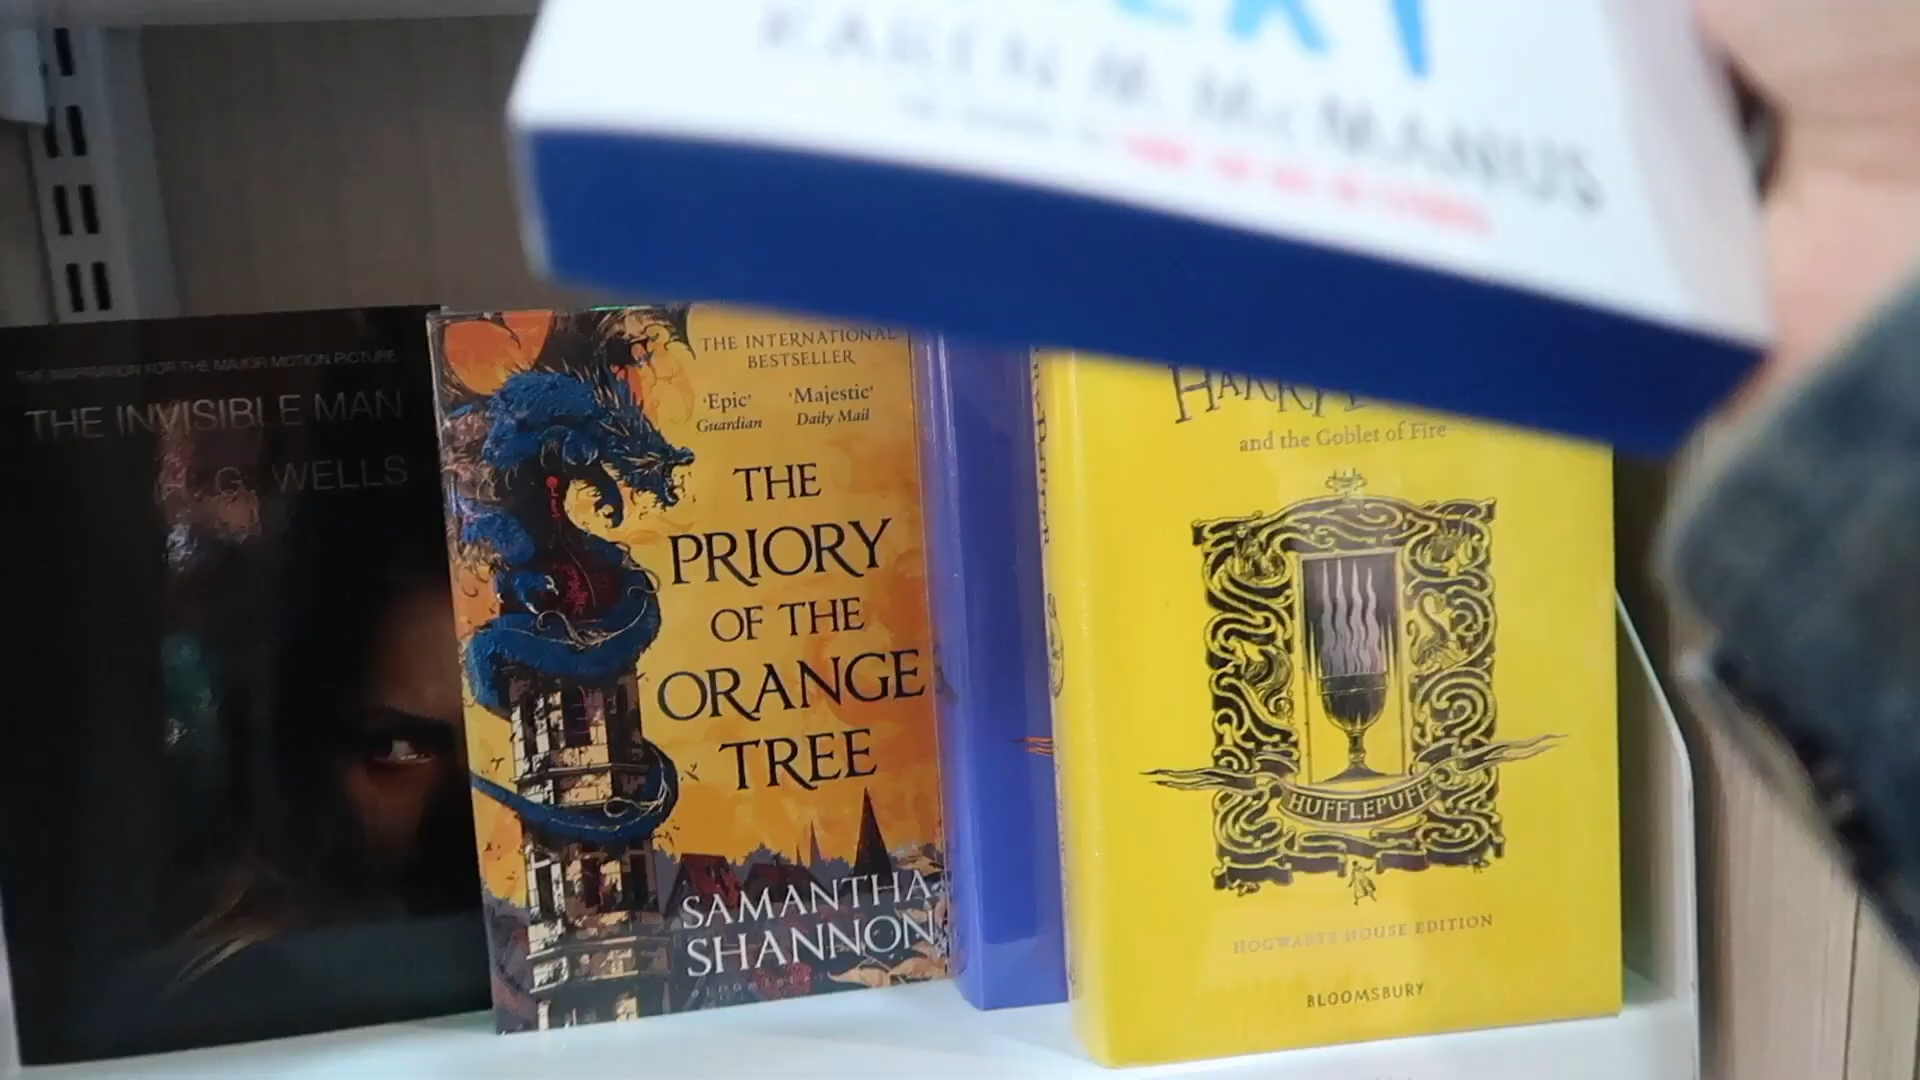 KAREN M. McMANUS
THE INSPIRATION FOR THE MAJOR MOTION PICTURE
THE INVISIBLE MAN
H. G. WELLS
THE INTERNATIONAL
BESTSELLER
'Epic'
Guardian
'Majestic'
Daily Mail
THE
PRIORY
OF THE
ORANGE
TREE
SAMANTHA
SHANNON
BLOOMSBURY
HARRY
and the Goblet of Fire
HUFFLEPUFF
HOGWARTS HOUSE EDITION
BLOOMSBURY